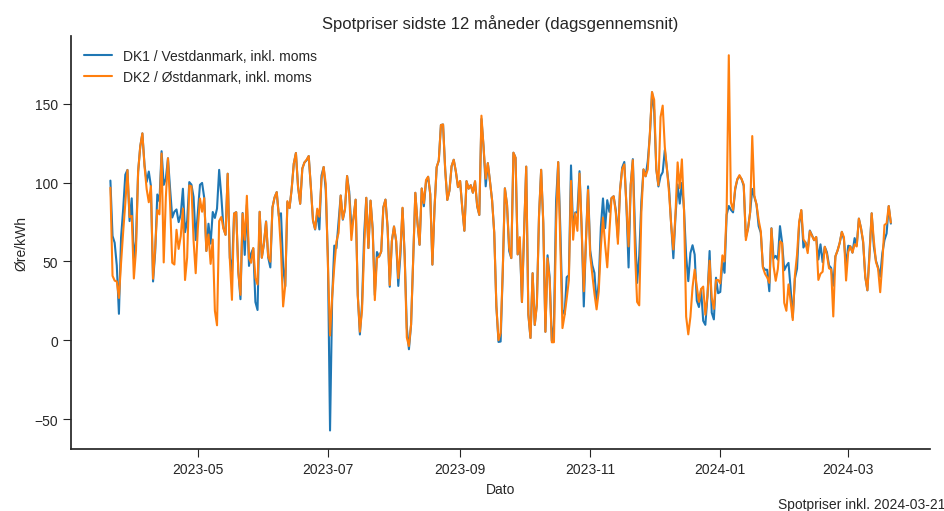 Spotpriser sidste 12 måneder (dagsgennemsnit)
DK1 / Vestdanmark, inkl. moms
DK2 / Østdanmark, inkl. moms
Øre/kWh
150
100
50
0
−50
2023-05
2023-07
2023-09
2023-11
2024-01
2024-03
Dato
Spotpriser inkl. 2024-03-21